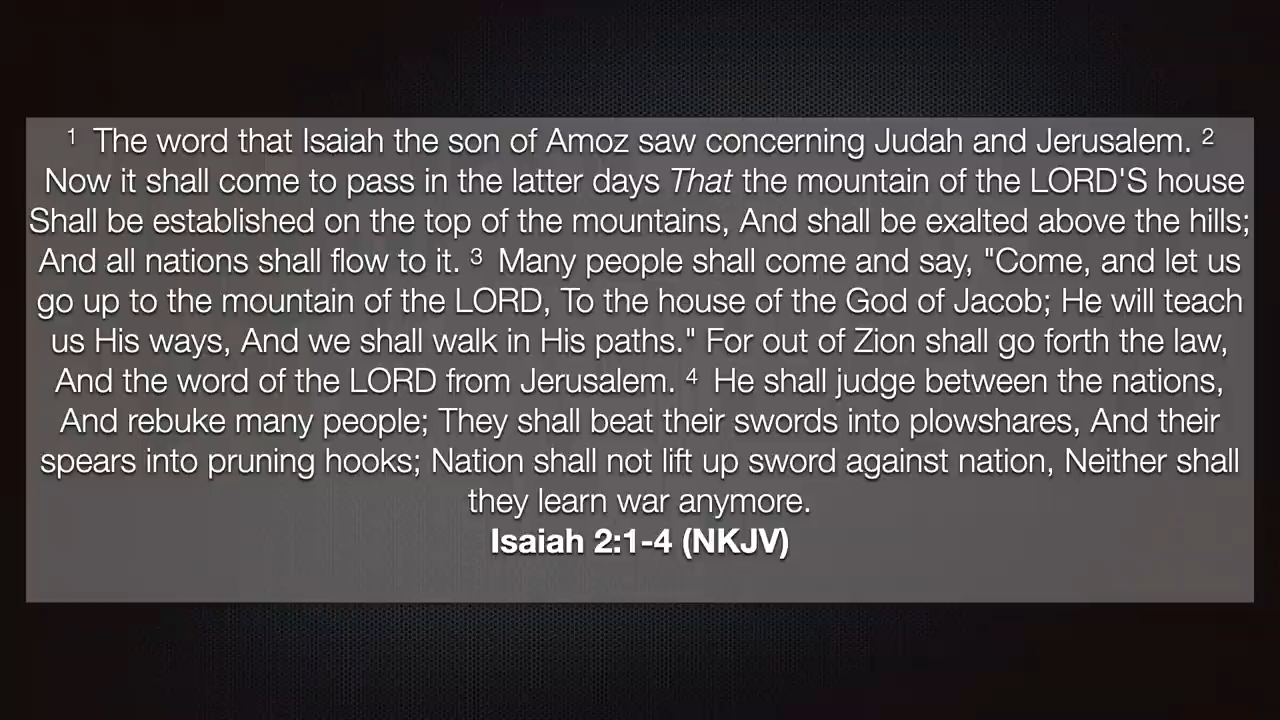 1 The word that Isaiah the son of Amoz saw concerning Judah and Jerusalem. 2
Now it shall come to pass in the latter days That the mountain of the LORD'S house
Shall be established on the top of the mountains, And shall be exalted above the hills;
And all nations shall flow to it. 3 Many people shall come and say, "Come, and let us
go up to the mountain of the LORD, To the house of the God of Jacob; He will teach
us His ways, And we shall walk in His paths." For out of Zion shall go forth the law,
And the word of the LORD from Jerusalem. 4 He shall judge between the nations,
And rebuke many people; They shall beat their swords into plowshares, And their
spears into pruning hooks; Nation shall not lift up sword against nation, Neither shall
they learn war anymore.
Isaiah 2:1-4 (NKJV)